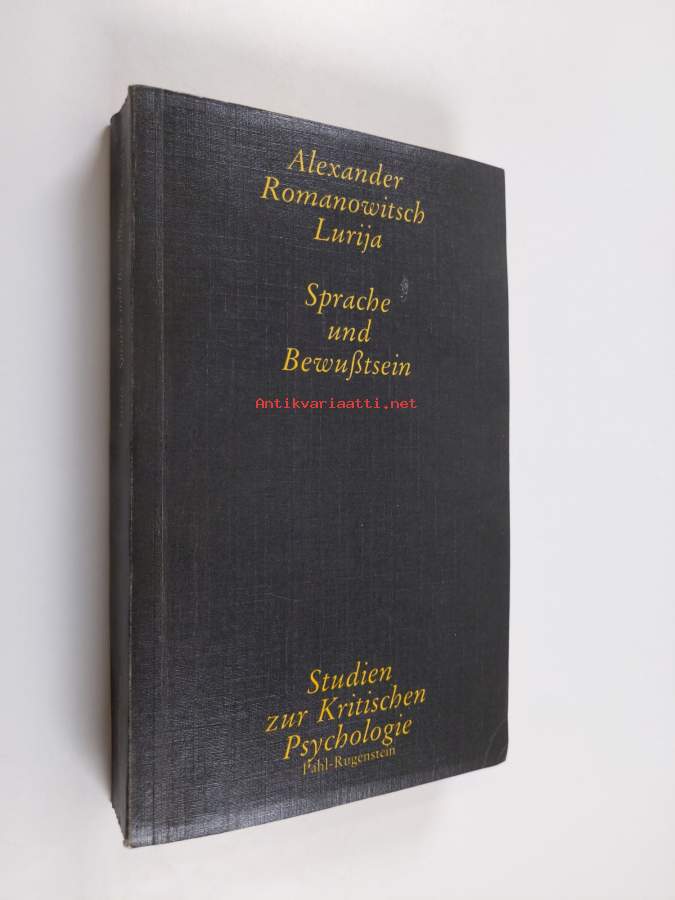 Alexander
Romanowitsch
Lurija
Sprache
und
Bewußtsein
Antikvariaatti.net
Studien
zur Kritischen
Psychologie
Pahl-Rugenstein